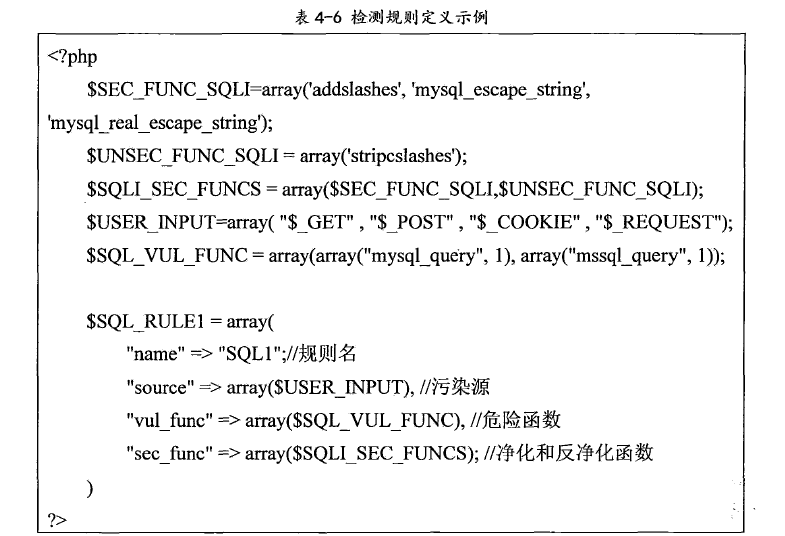 表 4-6 检测规则定义示例
<?php
$SEC_FUNC_SQLI=array('addslashes', 'mysql_escape_string',
'mysql_real_escape_string');
$UNSEC_FUNC_SQLI = array('stripcslashes');
$SQLI_SEC_FUNCS = array($SEC_FUNC_SQLI,$UNSEC_FUNC_SQLI);
$USER_INPUT=array( "$_GET" , "$_POST" , "$_COOKIE" , "$_REQUEST");
$SQL_VUL_FUNC = array(array("mysql_query", 1), array("mssql_query", 1));
$SQL_RULE1 = array(
"name" => "SQL1";//规则名
"source" => array($USER_INPUT), //污染源
"vul_func" => array($SQL_VUL_FUNC), //危险函数
"sec_func" => array($SQLI_SEC_FUNCS); //净化和反净化函数
)
?>